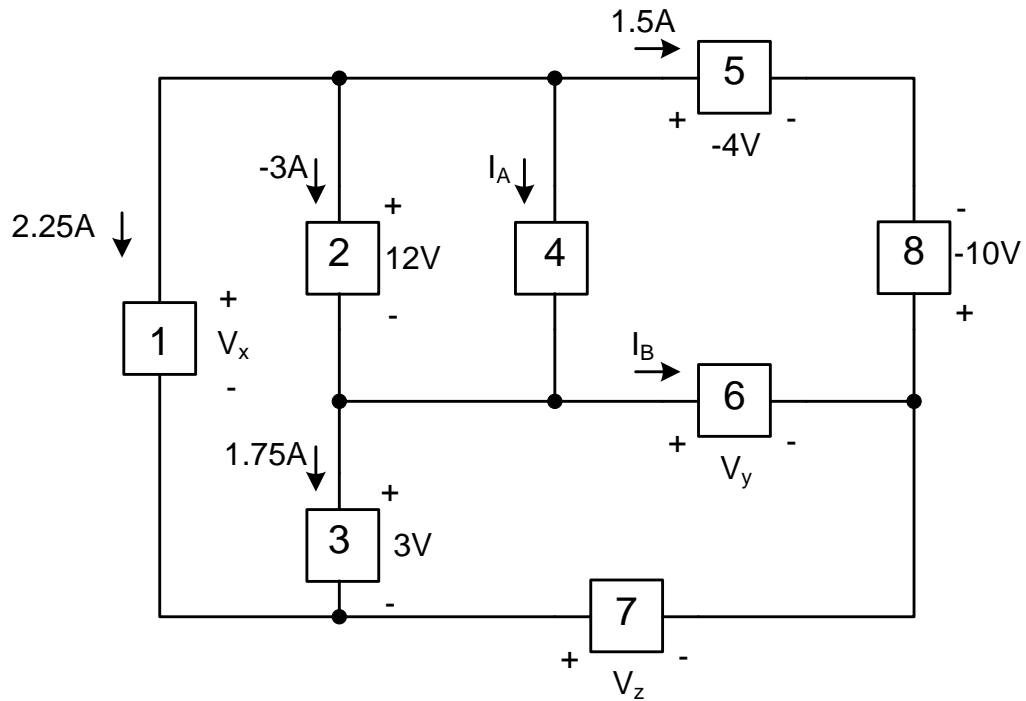 1.5A
5
+ -
-4V
-3A
I_A
2.25A
+
2
12V
-
4
-
8
-10V
+
+
1
V_x
-
I_B
6
+ -
V_y
1.75A
+
3
3V
-
7
+ -
V_z